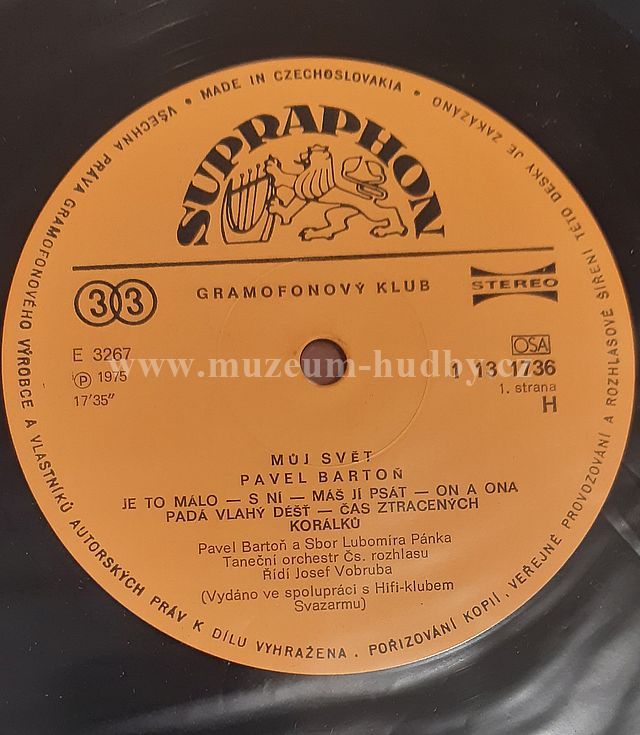 VŠECHNA PRÁVA GRAMOFONOVÉHO VÝROBCE A VLASTNÍKŮ AUTORSKÝCH PRÁV K DÍLU VYHRAŽENA . POŘIZOVÁNÍ KOPIÍ , VEŘEJNÉ PROVOZOVÁNÍ A ROZHLASOVÉ ŠÍŘENÍ TÉTO DESKY JE ZAKÁZÁNO
• MADE IN CZECHOSLOVAKIA •
SUPRAPHON
33
GRAMOFONOVÝ KLUB
STEREO
E 3267
℗ 1975
17'35"
OSA
1 13 1736
1. strana
H
www.muzeum-hudby.cz
MŮJ SVĚT
PAVEL BARTOŇ
JE TO MÁLO — S NÍ — MÁŠ JÍ PSÁT — ON A ONA
PADÁ VLAHÝ DÉŠŤ — ČAS ZTRACENÝCH
KORÁLKŮ
Pavel Bartoň a Sbor Lubomíra Pánka
Taneční orchestr Čs. rozhlasu
Řídí Josef Vobruba
(Vydáno ve spolupráci s Hifi-klubem
Svazarmu)